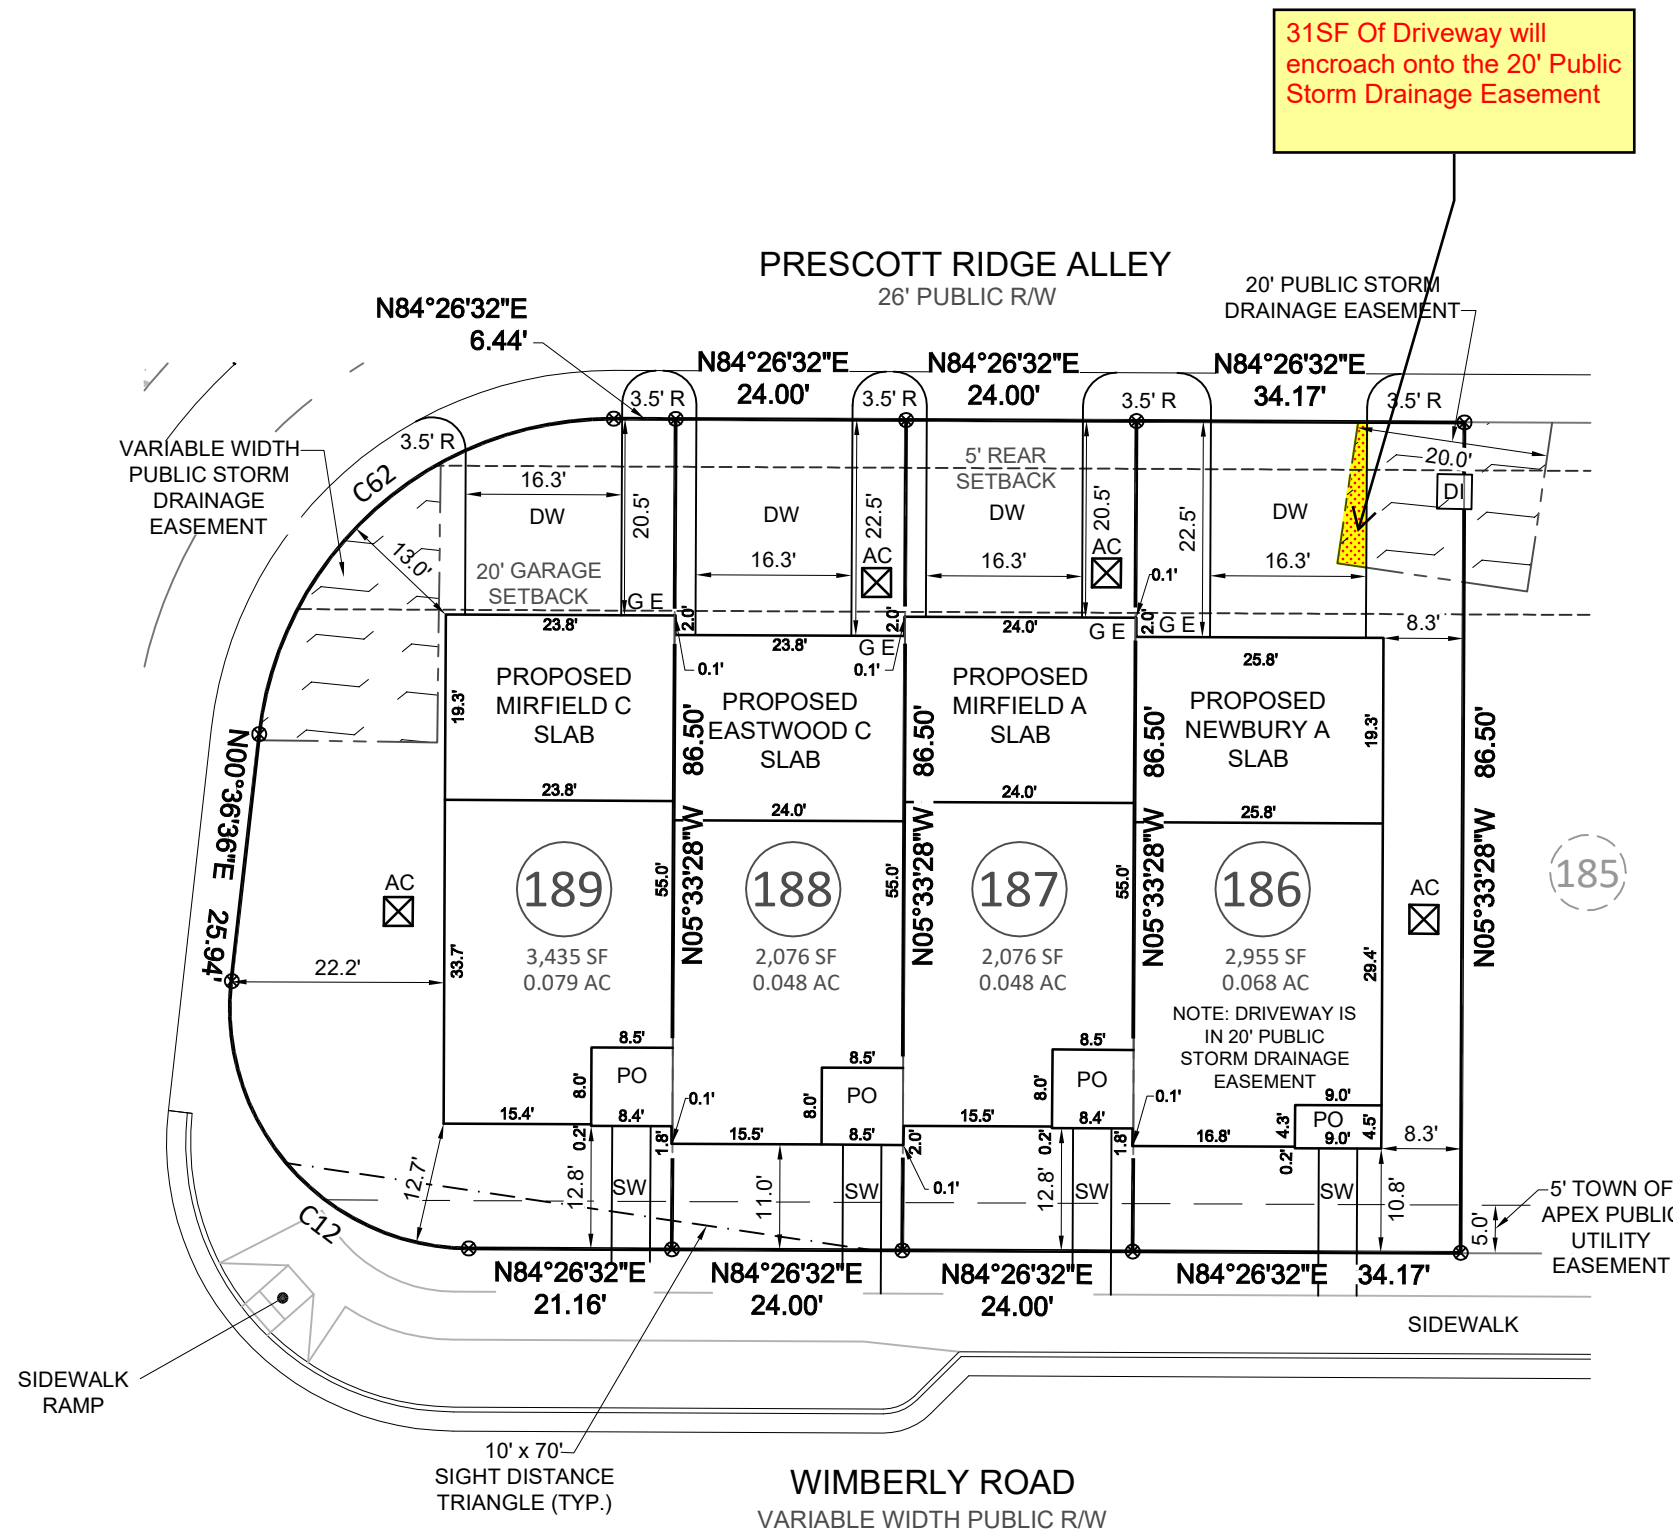 31SF Of Driveway will
encroach onto the 20' Public
Storm Drainage Easement
PRESCOTT RIDGE ALLEY
26' PUBLIC R/W
20' PUBLIC STORM
DRAINAGE EASEMENT
N84°26'32"E
6.44'
N84°26'32"E
24.00'
N84°26'32"E
24.00'
N84°26'32"E
34.17'
3.5' R
3.5' R
3.5' R
3.5' R
3.5' R
VARIABLE WIDTH
PUBLIC STORM
DRAINAGE
EASEMENT
C62
13.0'
16.3'
DW
20.5'
20' GARAGE
SETBACK
G E
DW
16.3'
22.5'
AC
G E
5' REAR
SETBACK
DW
16.3'
20.5'
AC
G E
22.5'
DW
16.3'
G E
20.0'
DI
8.3'
23.8'
2.0'
0.1'
23.8'
2.0'
0.1'
24.0'
0.1'
2.0'
25.8'
PROPOSED
MIRFIELD C
SLAB
PROPOSED
EASTWOOD C
SLAB
PROPOSED
MIRFIELD A
SLAB
PROPOSED
NEWBURY A
SLAB
19.3'
19.3'
23.8'
24.0'
24.0'
25.8'
N05°33'28"W 86.50'
N05°33'28"W 86.50'
N05°33'28"W 86.50'
N05°33'28"W 86.50'
N00°36'36"E 25.94'
189
3,435 SF
0.079 AC
188
2,076 SF
0.048 AC
187
2,076 SF
0.048 AC
186
2,955 SF
0.068 AC
185
NOTE: DRIVEWAY IS
IN 20' PUBLIC
STORM DRAINAGE
EASEMENT
AC
AC
22.2'
33.7'
55.0'
55.0'
55.0'
29.4'
8.5'
PO
8.0'
8.4'
15.4'
0.2'
1.8'
0.1'
8.5'
PO
8.0'
8.5'
15.5'
2.0'
0.1'
8.5'
PO
8.0'
8.4'
15.5'
0.2'
1.8'
0.1'
9.0'
PO
4.3'
4.5'
9.0'
16.8'
0.2'
8.3'
12.7'
12.8'
SW
11.0'
SW
12.8'
SW
SW
10.8'
5.0'
5' TOWN OF
APEX PUBLIC
UTILITY
EASEMENT
C12
N84°26'32"E
21.16'
N84°26'32"E
24.00'
N84°26'32"E
24.00'
N84°26'32"E 34.17'
SIDEWALK
SIDEWALK
RAMP
10' x 70'
SIGHT DISTANCE
TRIANGLE (TYP.)
WIMBERLY ROAD
VARIABLE WIDTH PUBLIC R/W